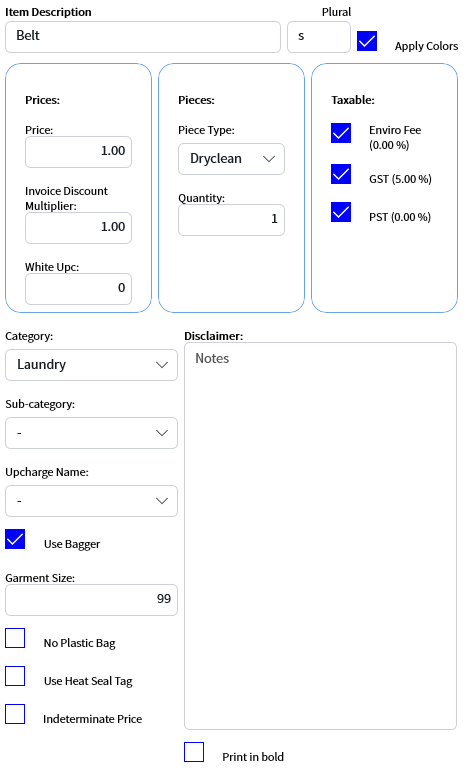 Item Description Plural
Belt s
Apply Colors
Prices:
Price:
1.00
Invoice Discount
Multiplier:
1.00
White Upc:
0
Pieces:
Piece Type:
Dryclean
Quantity:
1
Taxable:
Enviro Fee
(0.00 %)
GST (5.00 %)
PST (0.00 %)
Category:
Laundry
Sub-category:
-
Upcharge Name:
-
Use Bagger
Garment Size:
99
No Plastic Bag
Use Heat Seal Tag
Indeterminate Price
Disclaimer:
Notes
Print in bold